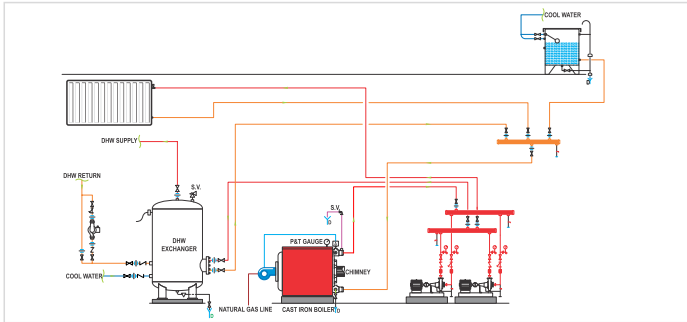 COOL WATER
DHW SUPPLY
DHW RETURN
S.V.
S.V.
DHW
EXCHANGER
P&T GAUGE
CHIMNEY
COOL WATER
NATURAL GAS LINE
CAST IRON BOILER